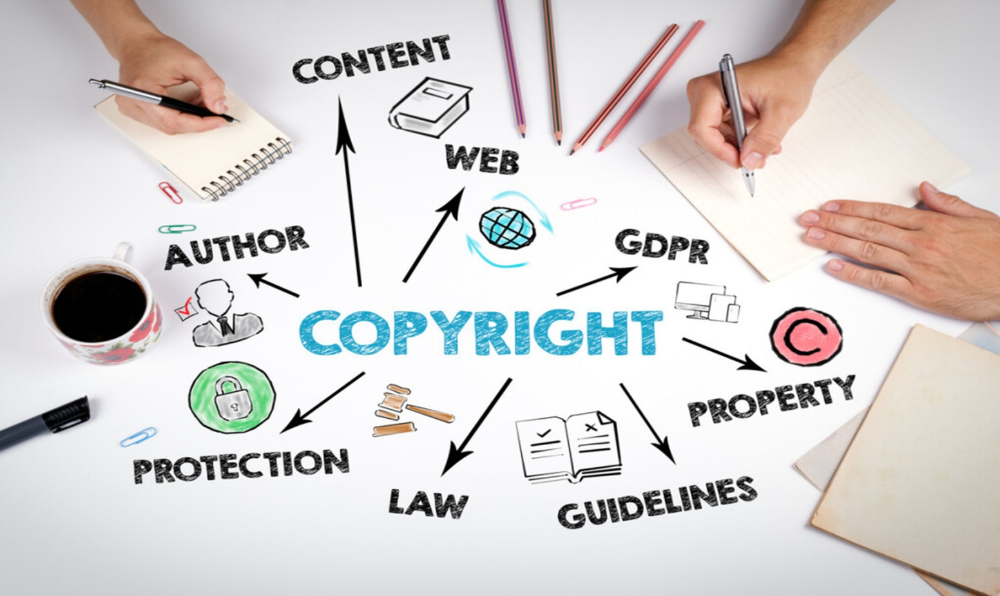 CONTENT
WEB
AUTHOR
GDPR
COPYRIGHT
C
PROPERTY
PROTECTION
LAW
GUIDELINES